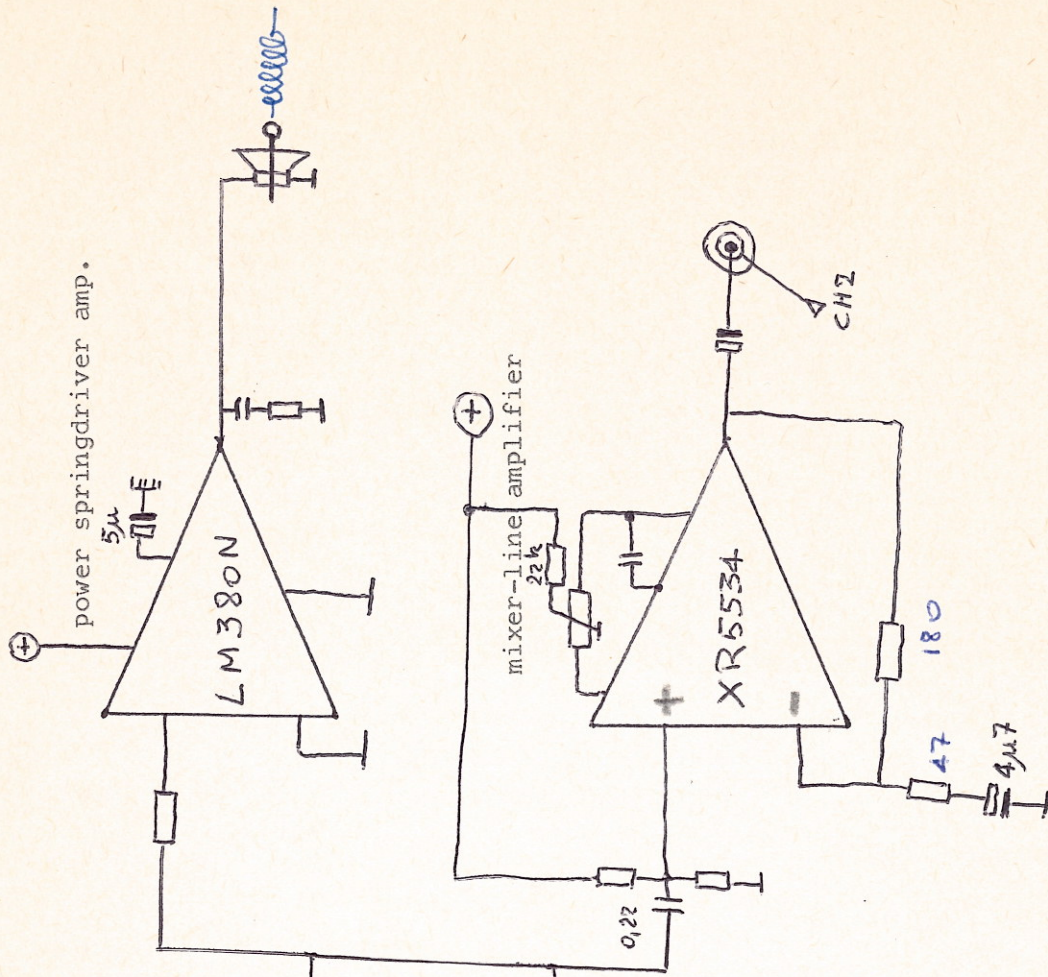 power springdriver amp.
5µ
+
LM380N
mixer-line amplifier
+
22k
XR5534
+
-
CH2
180
47
4µ7
0,22